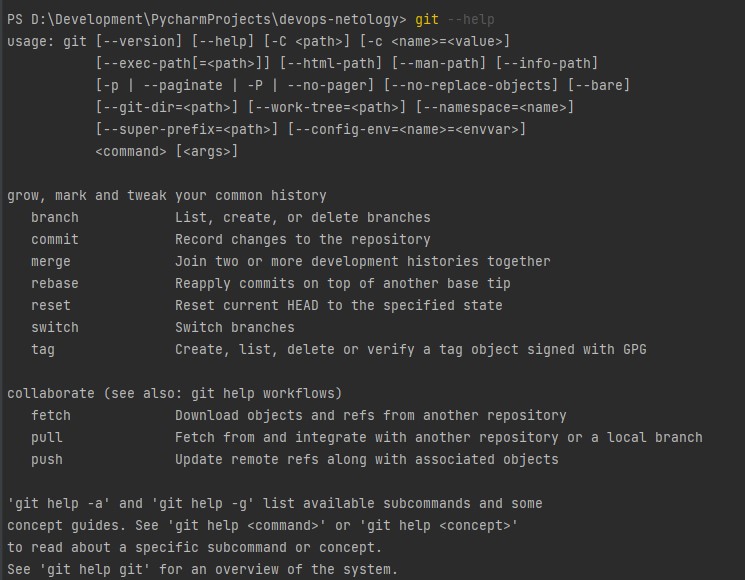 PS D:\Development\PycharmProjects\devops-netology> git --help
usage: git [--version] [--help] [-C <path>] [-c <name>=<value>]
           [--exec-path[=<path>]] [--html-path] [--man-path] [--info-path]
           [-p | --paginate | -P | --no-pager] [--no-replace-objects] [--bare]
           [--git-dir=<path>] [--work-tree=<path>] [--namespace=<name>]
           [--super-prefix=<path>] [--config-env=<name>=<envvar>]
           <command> [<args>]

grow, mark and tweak your common history
   branch            List, create, or delete branches
   commit            Record changes to the repository
   merge             Join two or more development histories together
   rebase            Reapply commits on top of another base tip
   reset             Reset current HEAD to the specified state
   switch            Switch branches
   tag               Create, list, delete or verify a tag object signed with GPG

collaborate (see also: git help workflows)
   fetch             Download objects and refs from another repository
   pull              Fetch from and integrate with another repository or a local branch
   push              Update remote refs along with associated objects

'git help -a' and 'git help -g' list available subcommands and some
concept guides. See 'git help <command>' or 'git help <concept>'
to read about a specific subcommand or concept.
See 'git help git' for an overview of the system.